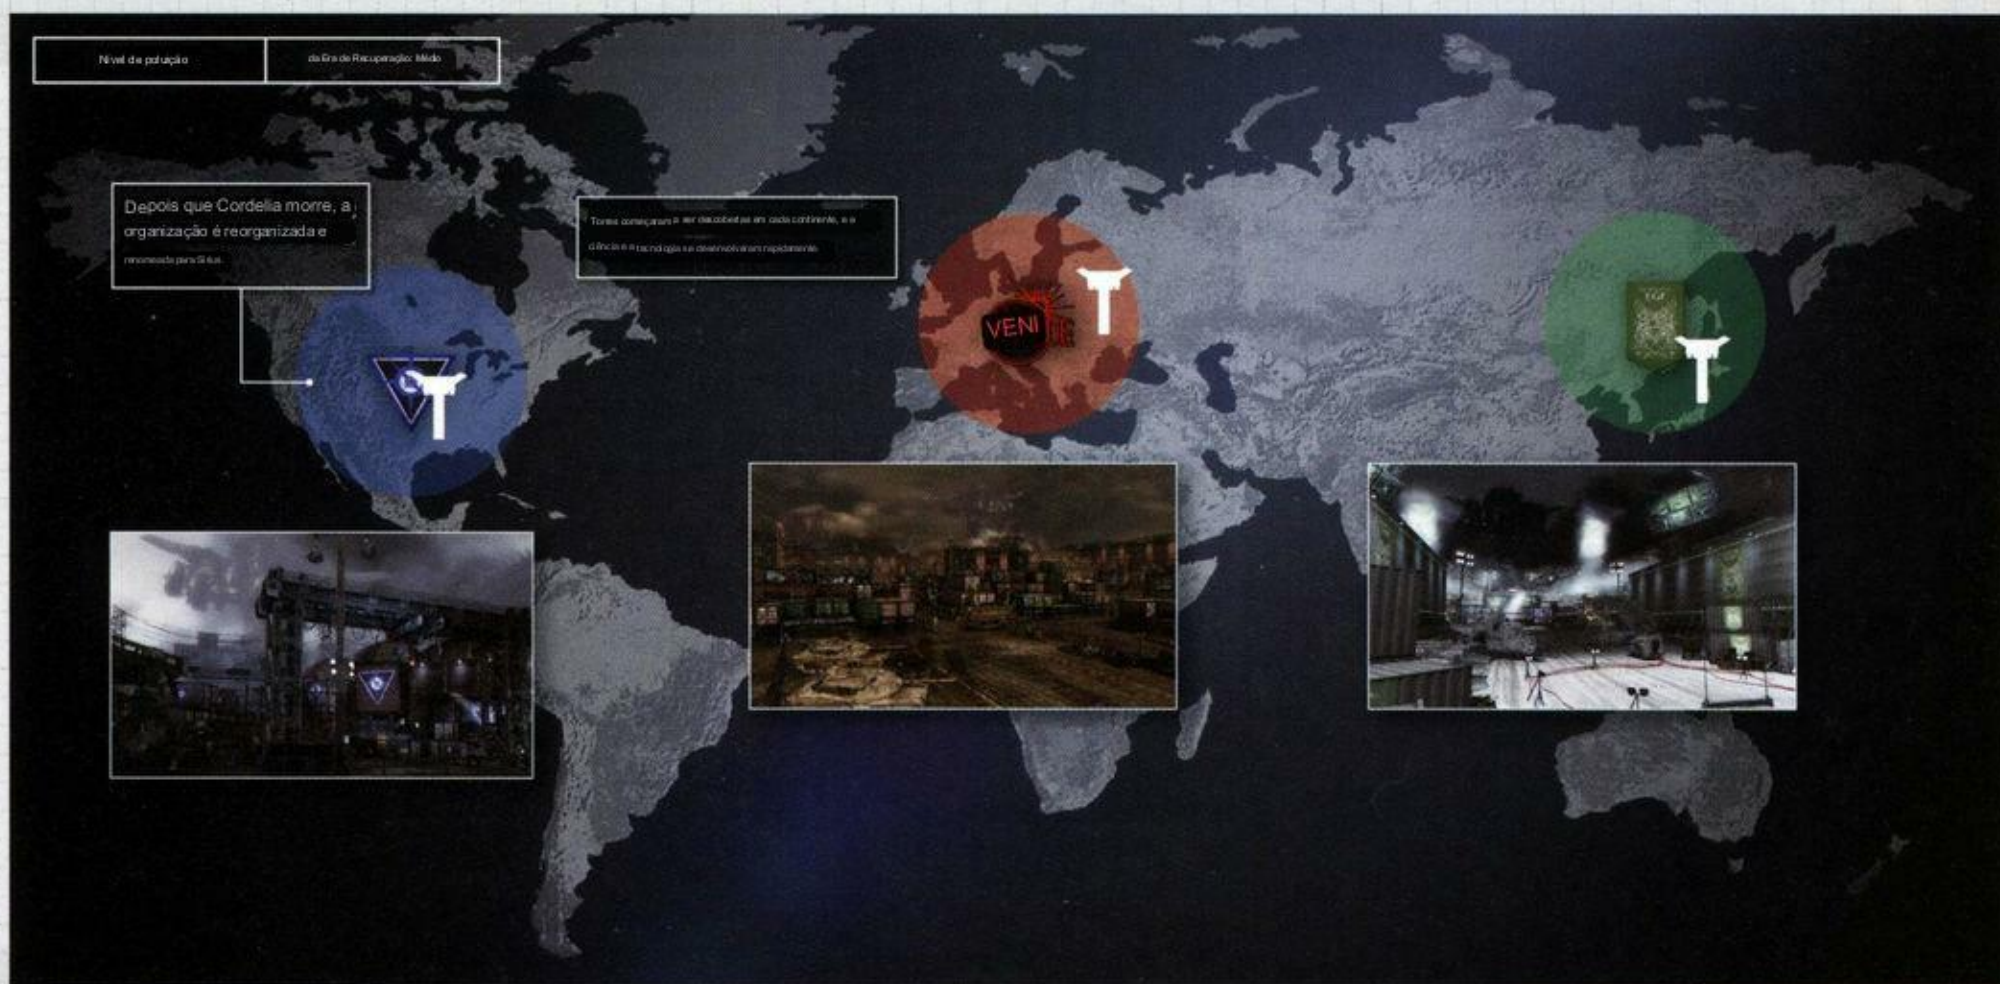 Nível de poluição
da Era de Recuperação: Médio
Depois que Cordelia morre, a
organização é reorganizada e
renomeada para Sirius.
Torres começaram a ser descobertas em cada continente, e a
ciência e a tecnologia se desenvolveram rapidamente.
VENI